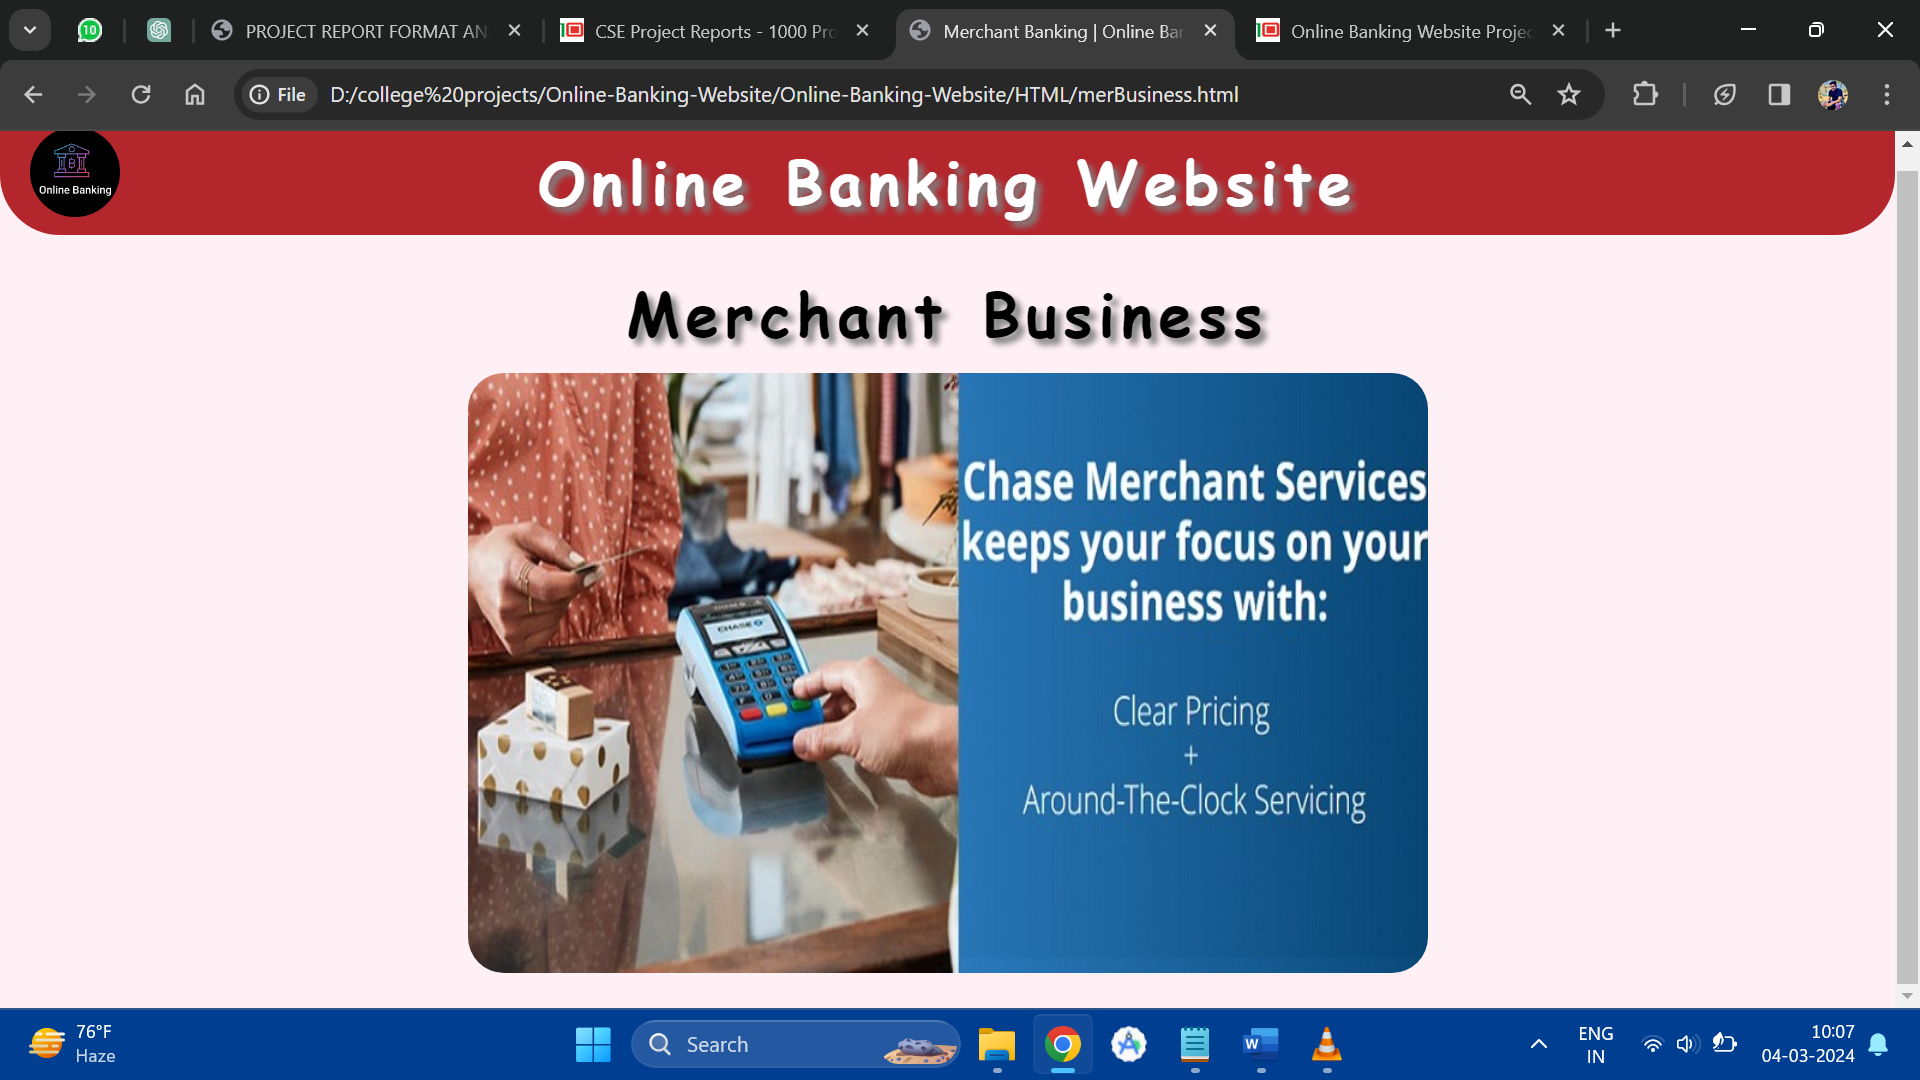 10
PROJECT REPORT FORMAT AN
CSE Project Reports - 1000 Pro
Merchant Banking | Online Bar
Online Banking Website Projec
File
D:/college%20projects/Online-Banking-Website/Online-Banking-Website/HTML/merBusiness.html
Online Banking
Online Banking Website
Merchant Business
CHASE
Chase Merchant Services
keeps your focus on your
business with:
Clear Pricing
+
Around-The-Clock Servicing
76°F
Haze
Search
W
ENG
IN
10:07
04-03-2024